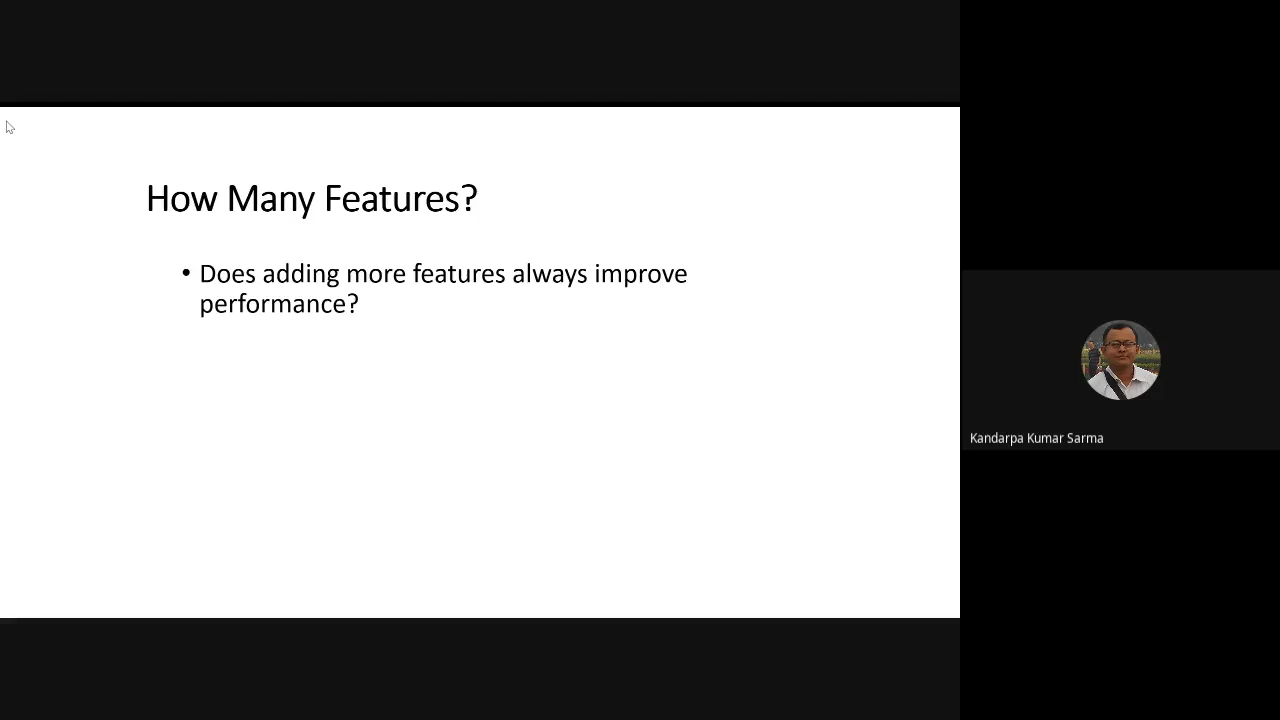 How Many Features?
• Does adding more features always improve
performance?
Kandarpa Kumar Sarma